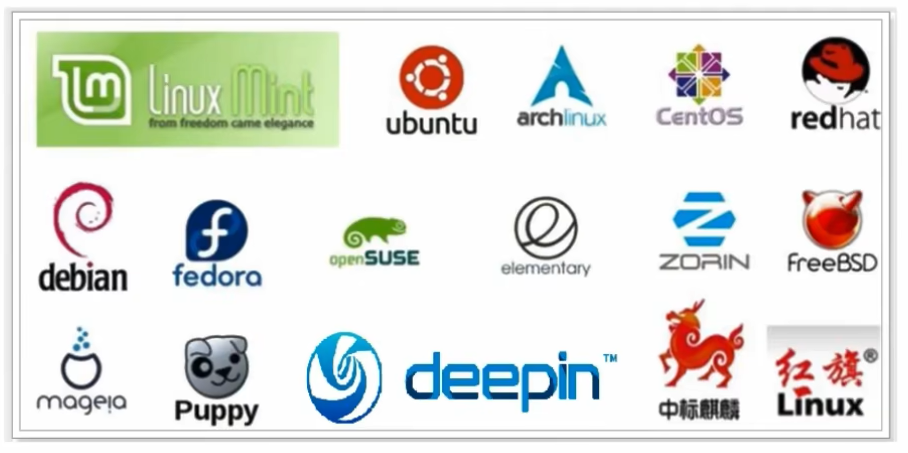 Linux Mint
from freedom came elegance
ubuntu
archlinux
CentOS
redhat
debian
fedora
openSUSE
elementary
ZORIN
FreeBSD
mageia
Puppy
deepin™
中标麒麟
红旗®
Linux